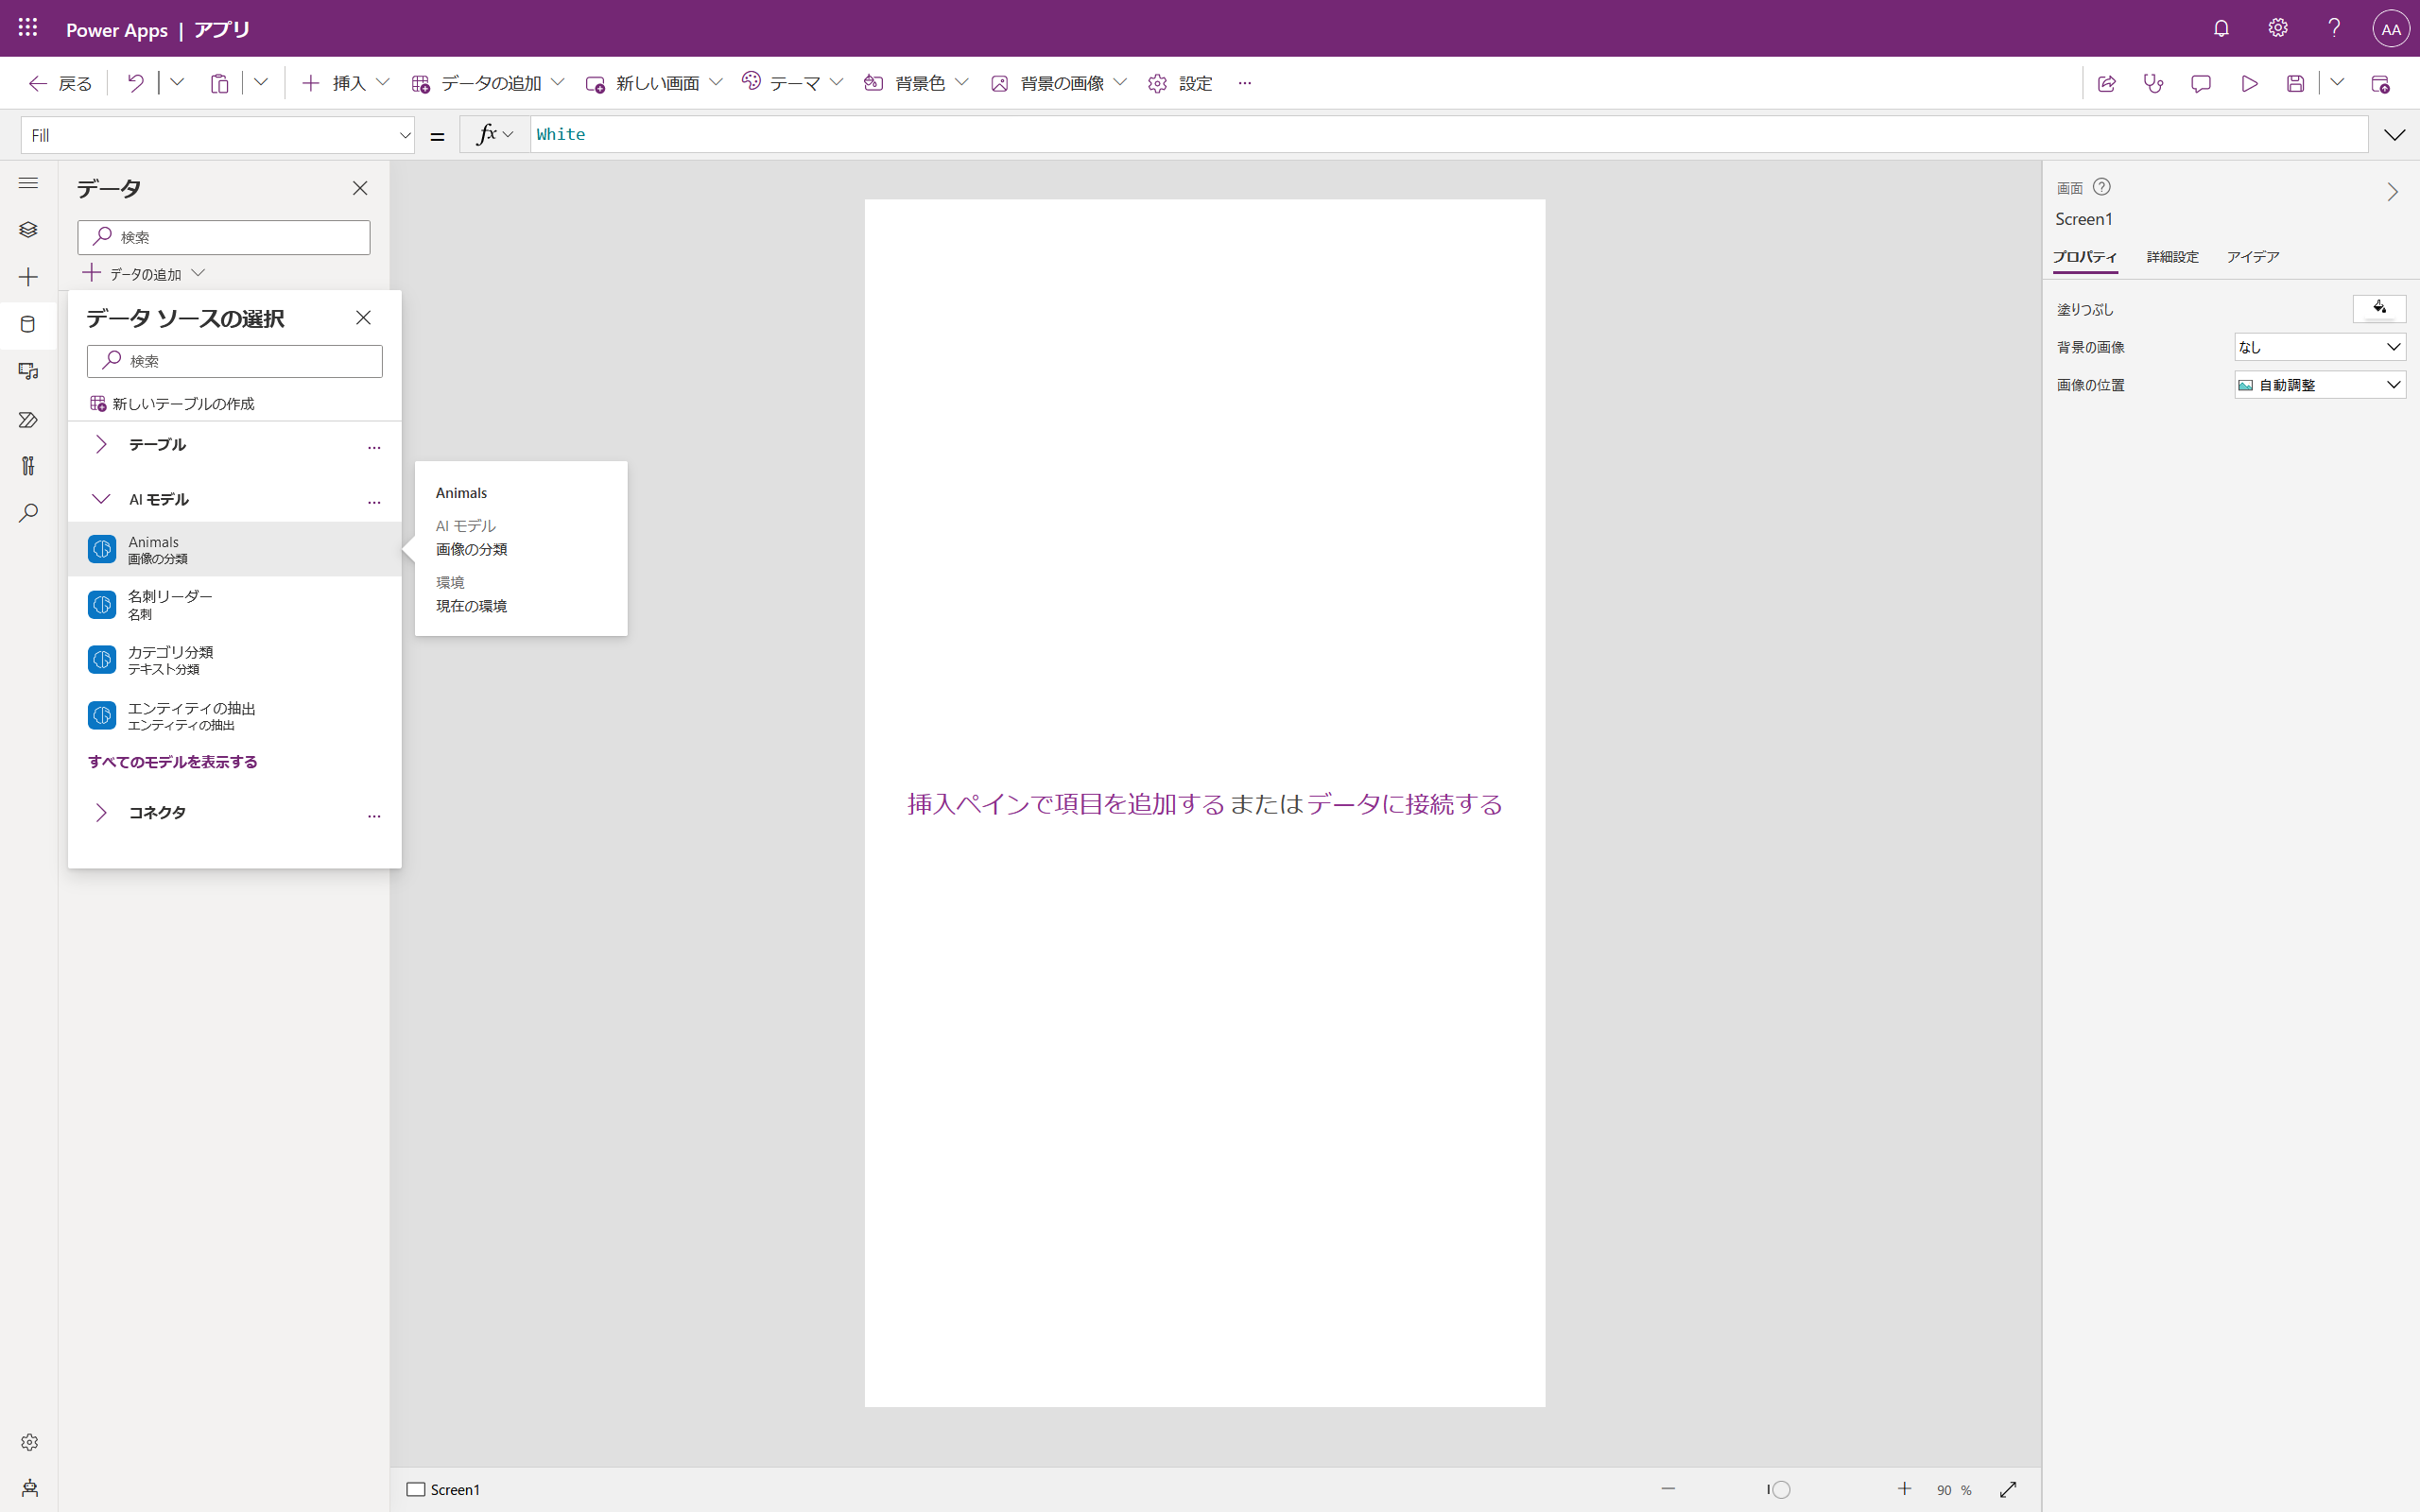 Power Apps | アプリ
AA
戻る
挿入
データの追加
新しい画面
テーマ
背景色
背景の画像
設定
...
Fill
=
fx
White
データ
検索
データの追加
データ ソースの選択
検索
新しいテーブルの作成
テーブル
...
AI モデル
...
Animals
画像の分類
名刺リーダー
名刺
カテゴリ分類
テキスト分類
エンティティの抽出
エンティティの抽出
すべてのモデルを表示する
コネクタ
...
Animals
AI モデル
画像の分類
環境
現在の環境
挿入ペインで項目を追加する または データに接続する
画面
Screen1
プロパティ
詳細設定
アイデア
塗りつぶし
背景の画像
なし
画像の位置
自動調整
Screen1
90 %